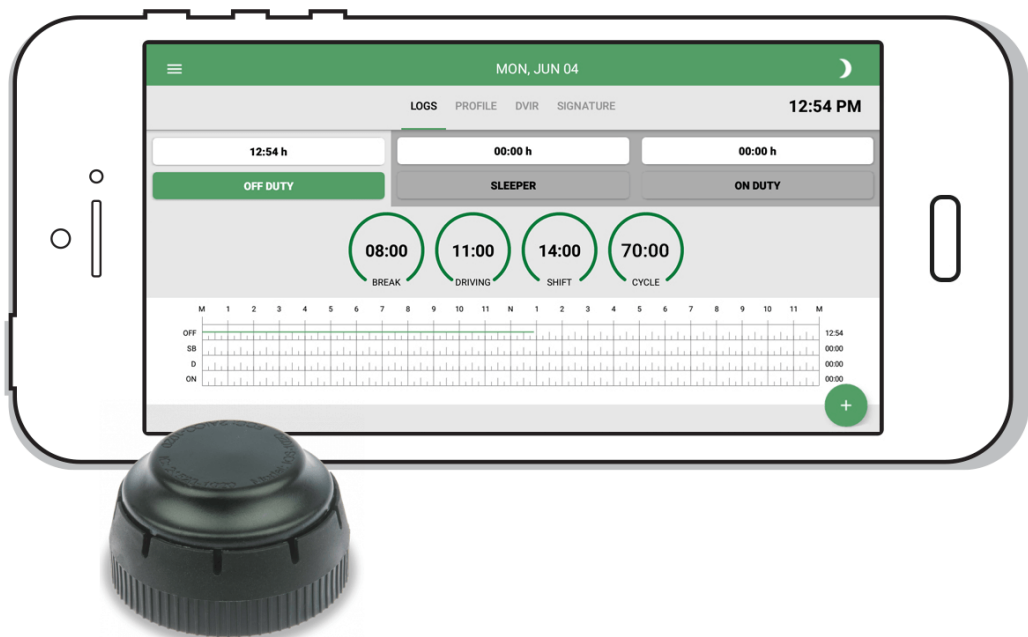 MON, JUN 04
LOGS PROFILE DVIR SIGNATURE 12:54 PM
12:54 h 00:00 h 00:00 h
OFF DUTY SLEEPER ON DUTY
08:00 11:00 14:00 70:00
BREAK DRIVING SHIFT CYCLE
M 1 2 3 4 5 6 7 8 9 10 11 N 1 2 3 4 5 6 7 8 9 10 11 M
OFF 12:54
SB 00:00
D 00:00
ON 00:00
+